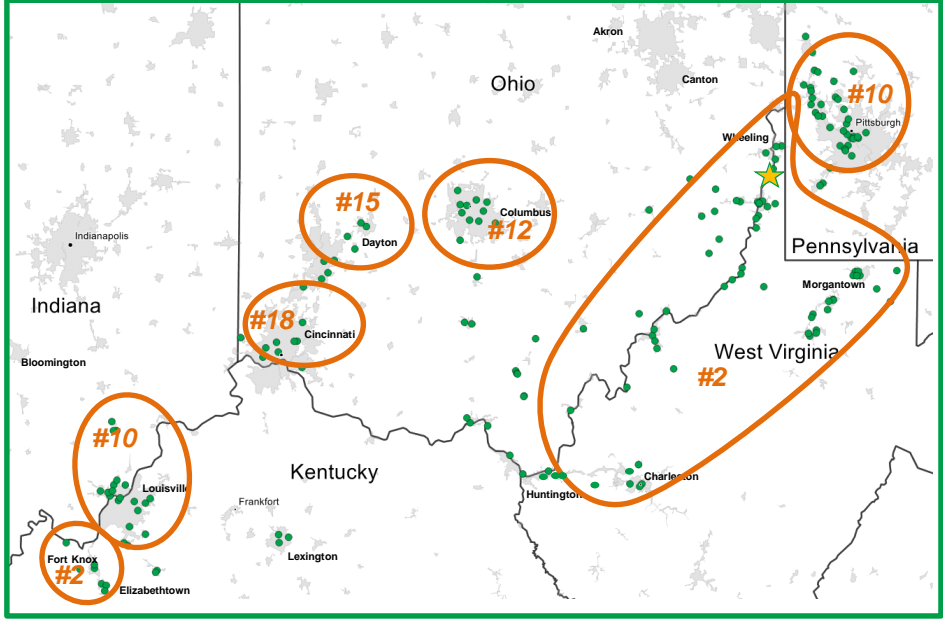 Akron
Canton
Ohio
#10
Pittsburgh
Wheeling
#15
Dayton
Columbus
#12
Indianapolis
Pennsylvania
Morgantown
Indiana
#18
Cincinnati
West Virginia
#2
Bloomington
#10
Kentucky
Louisville
Charleston
Huntington
Frankfort
Lexington
Fort Knox
#2
Elizabethtown